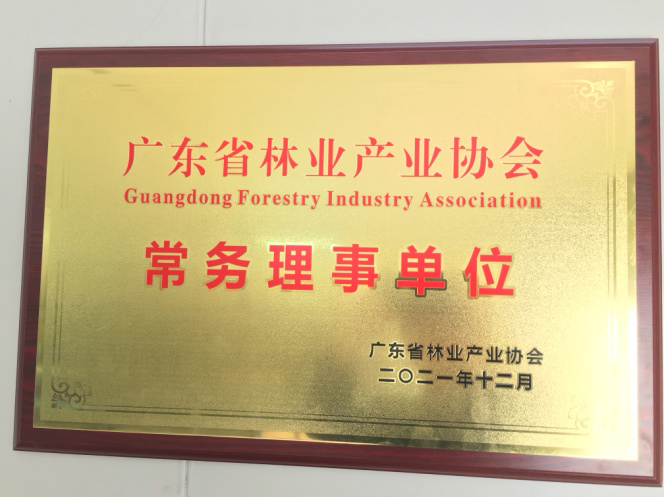 广东省林业产业协会
Guangdong Forestry Industry Association
常务理事单位
广东省林业产业协会
二〇二一年十二月